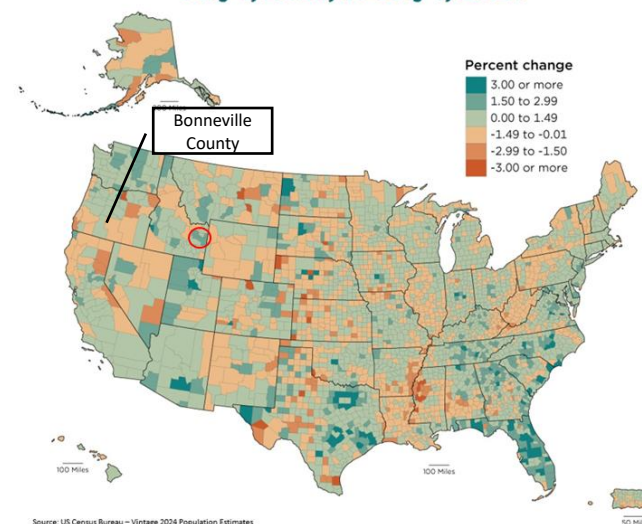 Percent change
3.00 or more
1.50 to 2.99
0.00 to 1.49
-1.49 to -0.01
-2.99 to -1.50
-3.00 or more
Bonneville
County
100 Miles
100 Miles
50 Miles
Source: US Census Bureau – Vintage 2024 Population Estimates